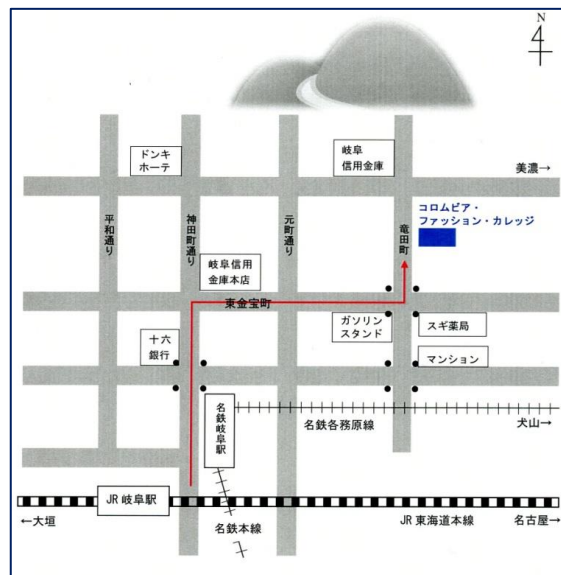 N
ドンキ
ホーテ
岐阜
信用金庫
美濃→
平和通り
神田町通り
元町通り
竜田町
コロムビア・
ファッション・カレッジ
岐阜信用
金庫本店
東金宝町
十六
銀行
ガソリン
スタンド
スギ薬局
マンション
名鉄岐阜駅
名鉄各務原線
犬山→
JR岐阜駅
←大垣
名鉄本線
JR東海道本線
名古屋→